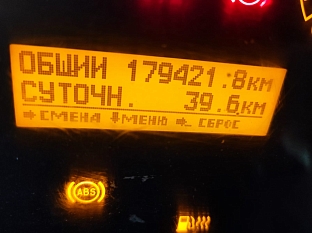 ОБЩИЙ 179421.8км
СУТОЧН. 39.6км
СМЕНА МЕНЮ СБРОС
ABS